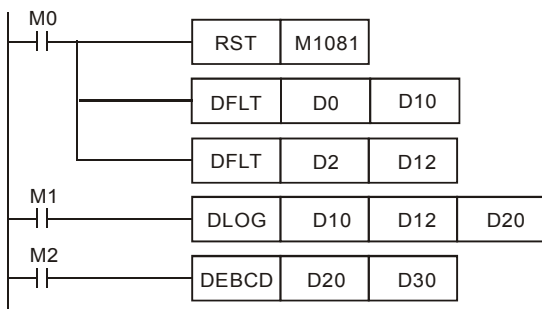 M0
RST M1081
DFLT D0 D10
DFLT D2 D12
M1
DLOG D10 D12 D20
M2
DEBCD D20 D30